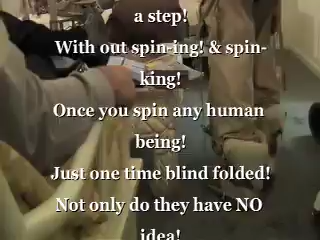 a step!
With out spin-ing! & spin-
king!
Once you spin any human
being!
Just one time blind folded!
Not only do they have NO
idea!